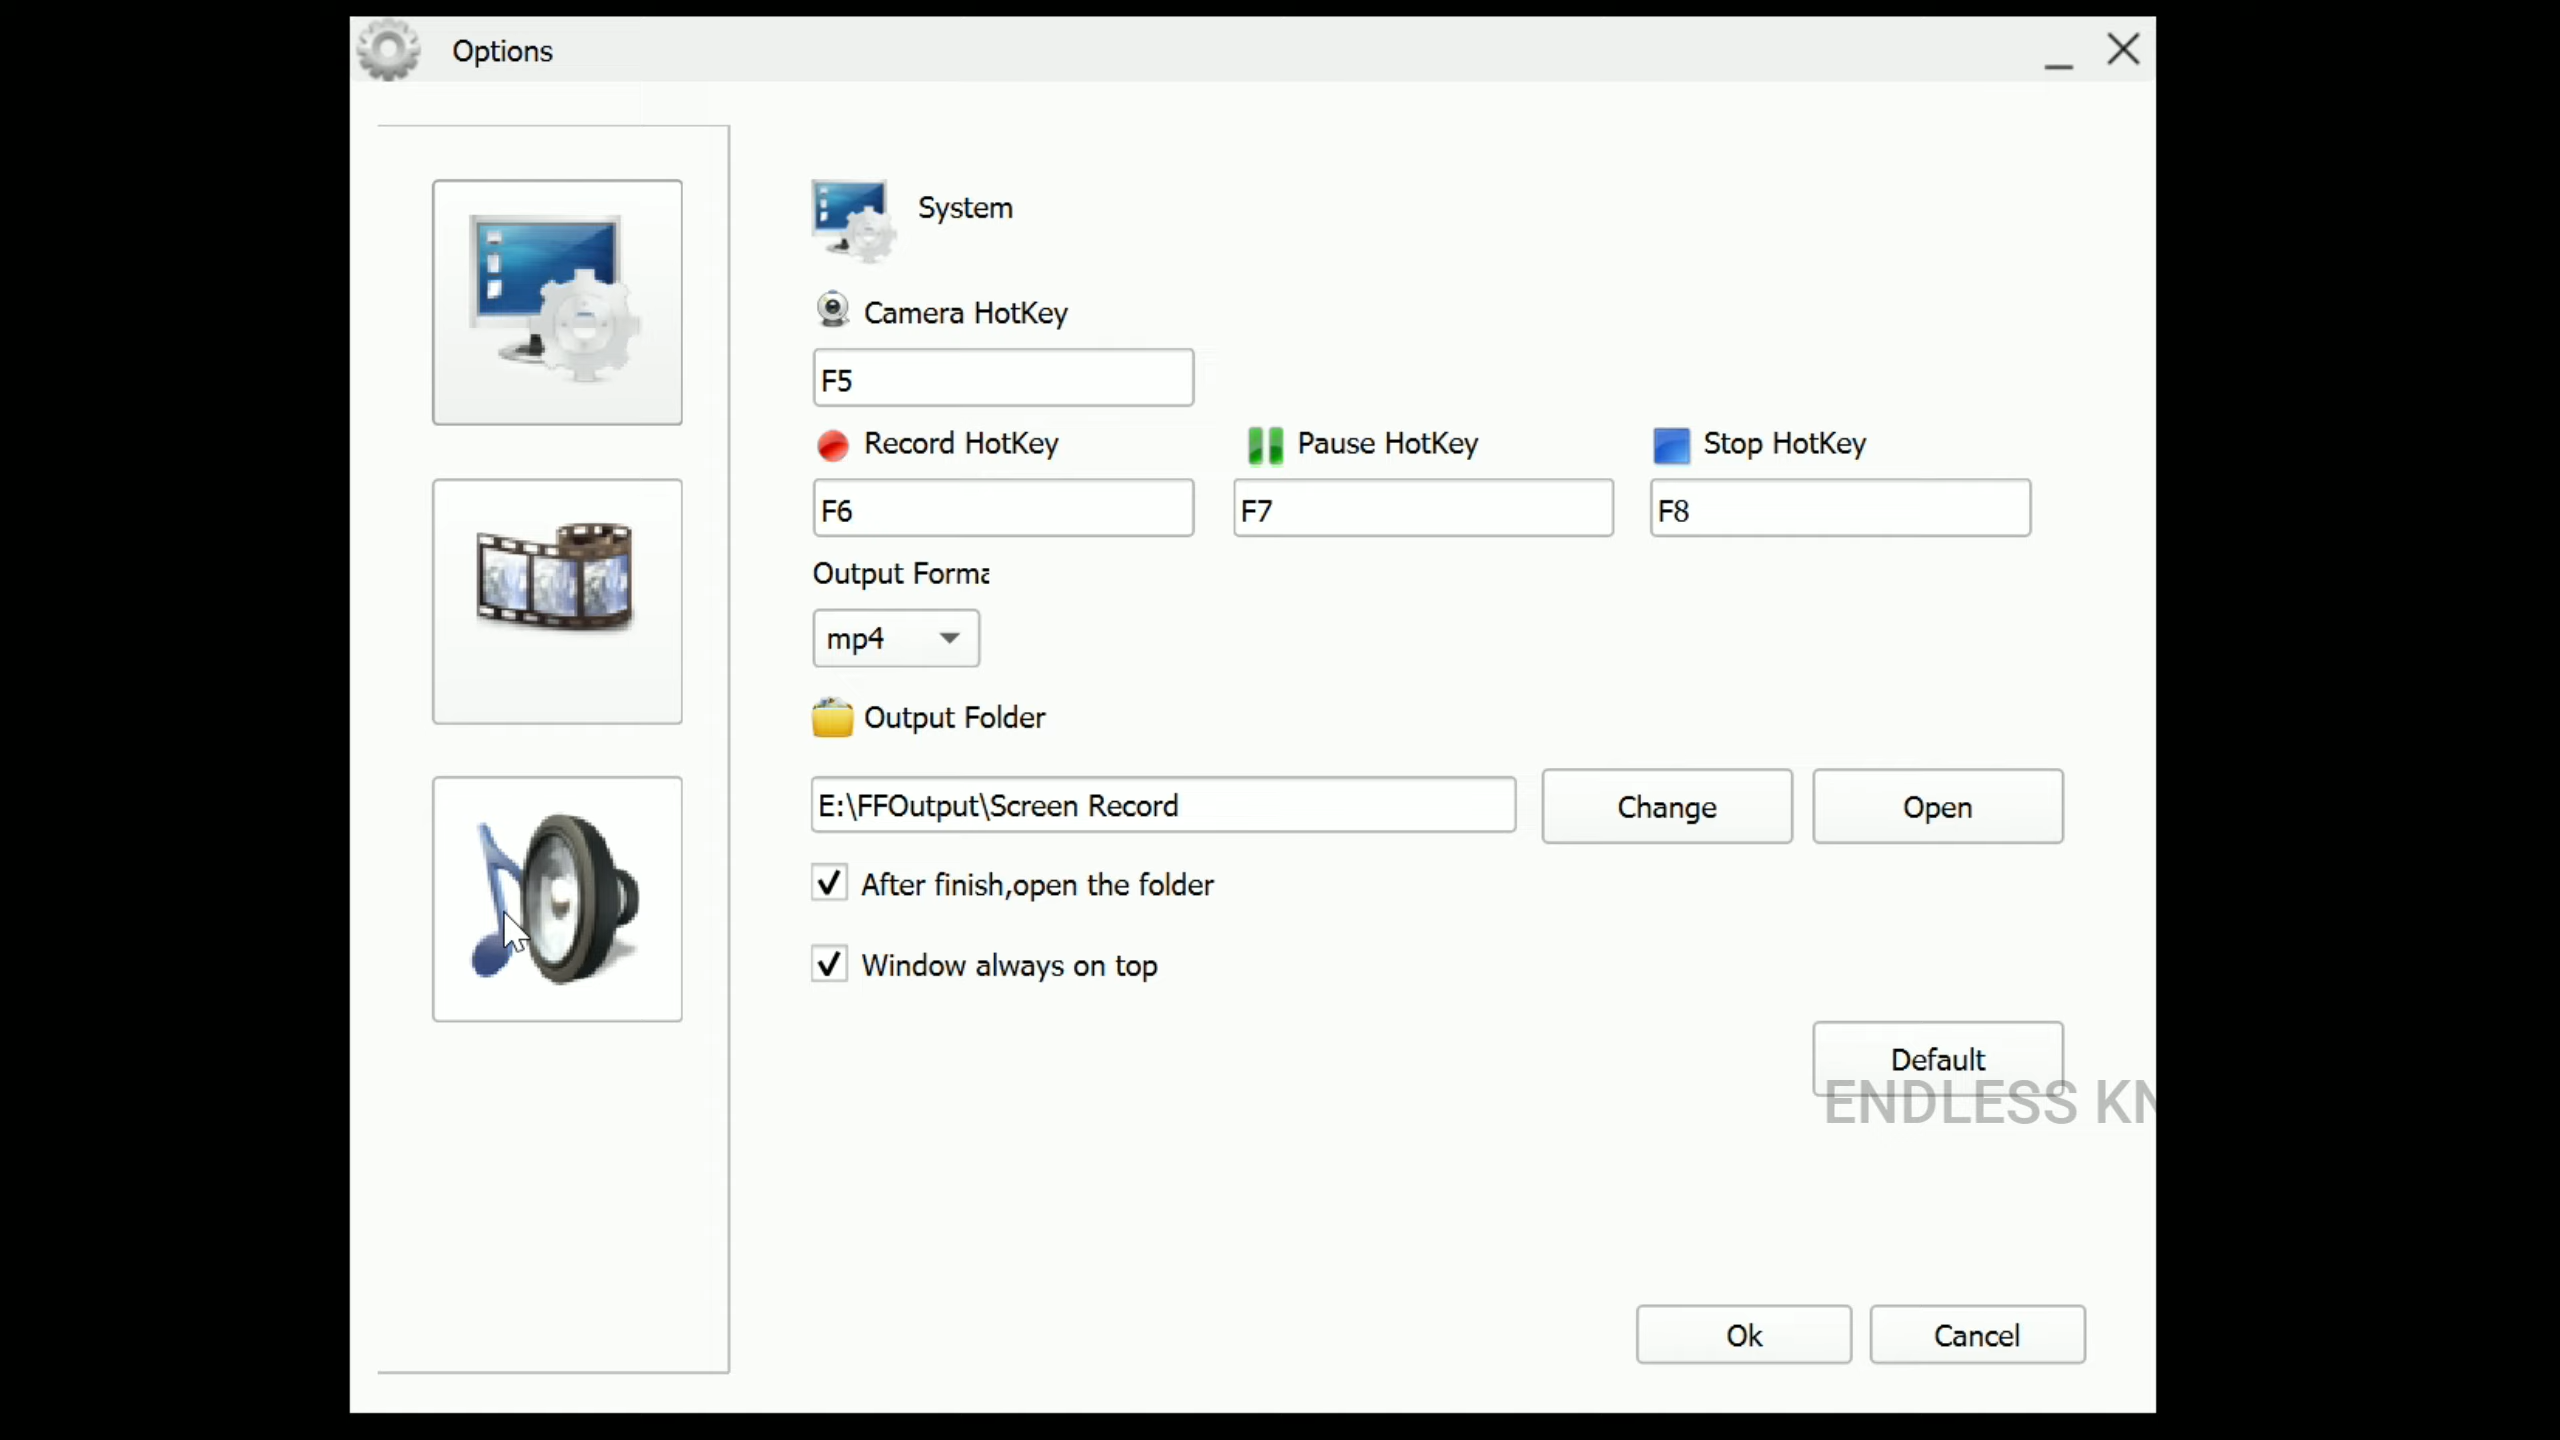 Options
System
Camera HotKey
F5
Record HotKey
Pause HotKey
Stop HotKey
F6
F7
F8
Output Forma
mp4
Output Folder
E:\FFOutput\Screen Record
Change
Open
After finish,open the folder
Window always on top
Default
ENDLESS KN
Ok
Cancel